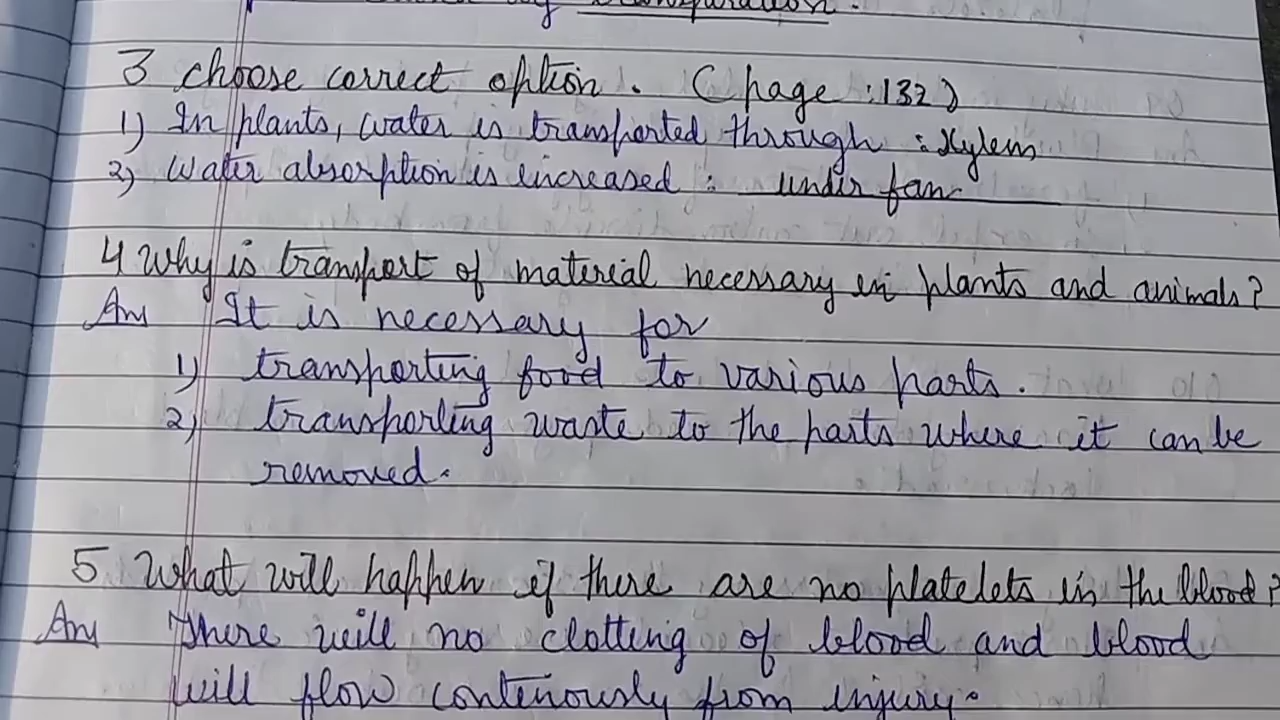 3 choose correct option. (page:132)
1) In plants, water is transported through : Xylem
2) Water absorption is increased : under fan
4 Why is transport of material necessary in plants and animals?
Ans It is necessary for
1) transporting food to various parts.
2) transporting waste to the parts where it can be
removed.
5 What will happen if there are no platelets in the blood?
Ans There will no clotting of blood and blood
will flow contenously from injury.